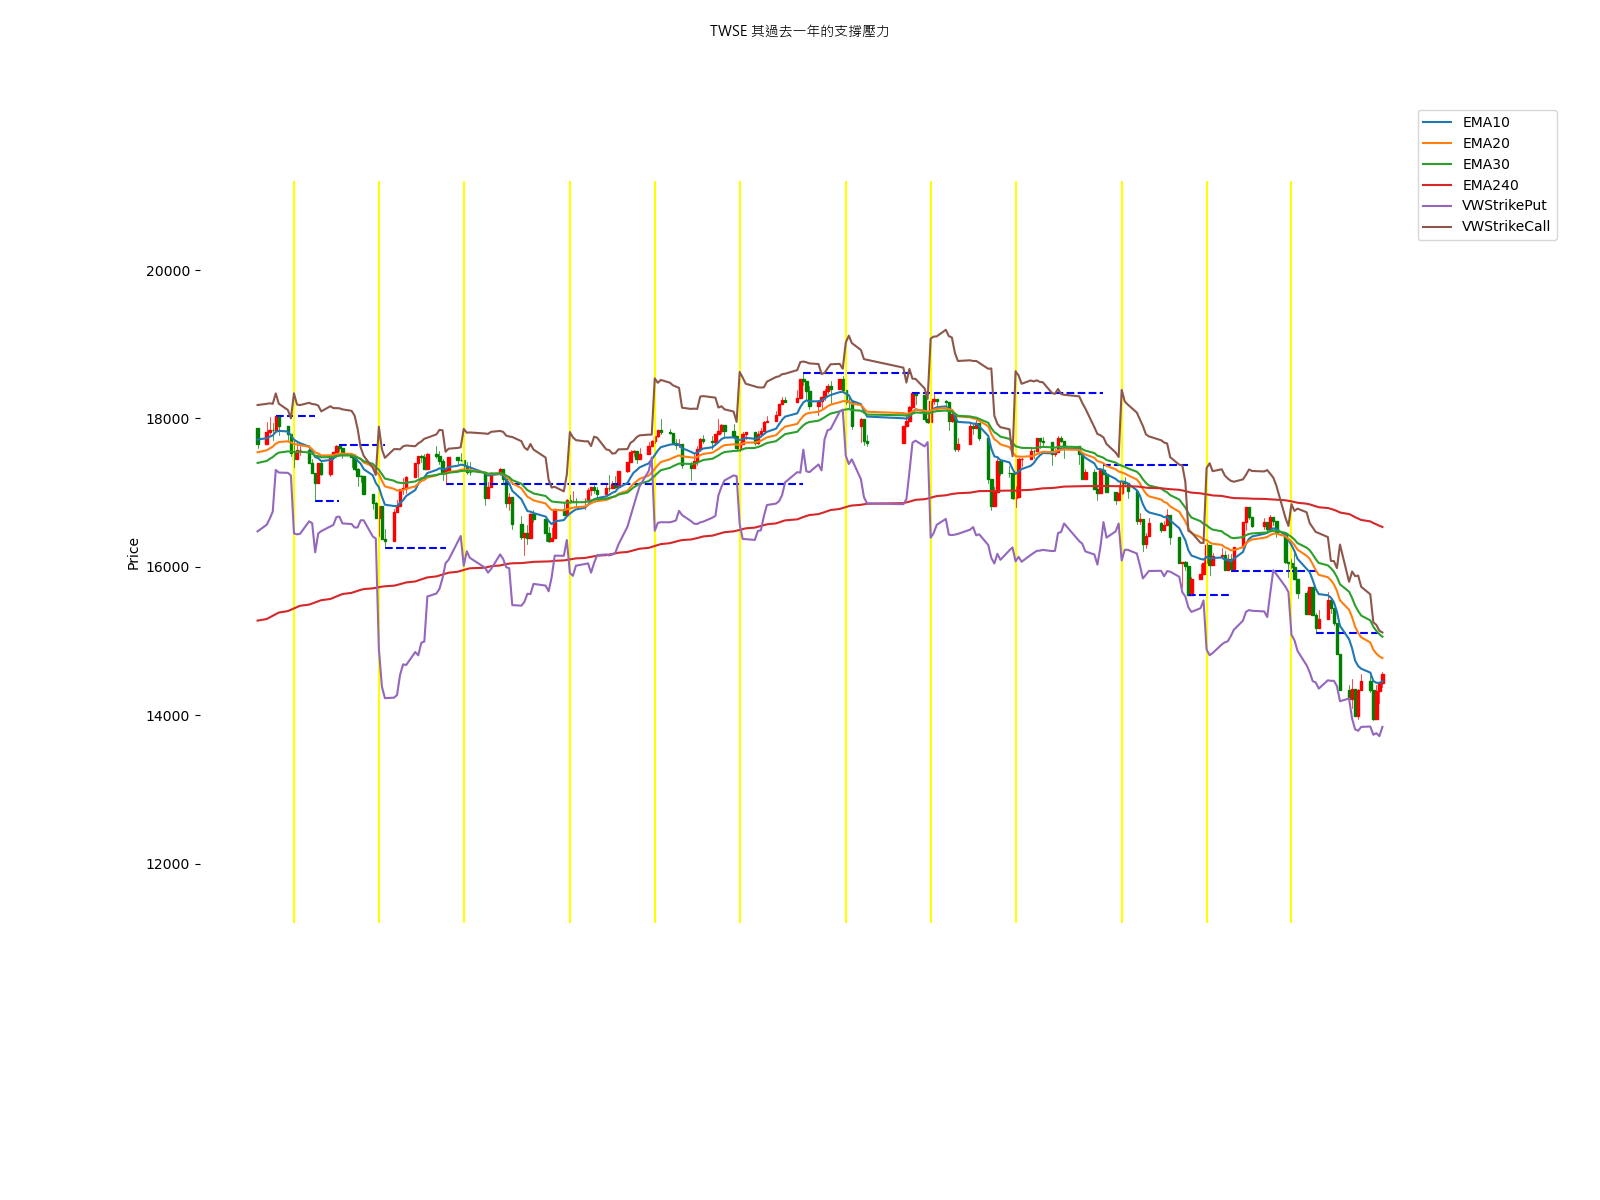 TWSE 其過去一年的支撐壓力
EMA10
EMA20
EMA30
EMA240
VWStrikePut
VWStrikeCall
20000
18000
16000
14000
12000
Price